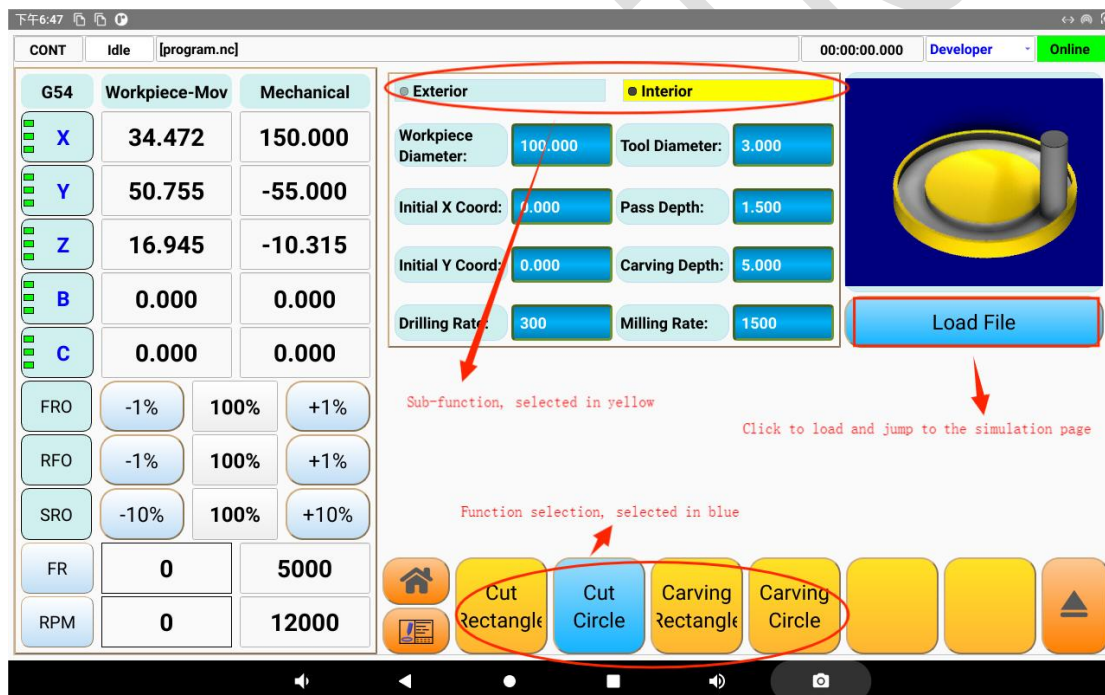 下午6:47
CONT Idle [program.nc] 00:00:00.000 Developer Online
G54 Workpiece-Mov Mechanical
X 34.472 150.000
Y 50.755 -55.000
Z 16.945 -10.315
B 0.000 0.000
C 0.000 0.000
FRO -1% 100% +1%
RFO -1% 100% +1%
SRO -10% 100% +10%
FR 0 5000
RPM 0 12000
Exterior Interior
Workpiece
Diameter: 100.000 Tool Diameter: 3.000
Initial X Coord: 0.000 Pass Depth: 1.500
Initial Y Coord: 0.000 Carving Depth: 5.000
Drilling Rate: 300 Milling Rate: 1500
Load File
Sub-function, selected in yellow
Click to load and jump to the simulation page
Function selection, selected in blue
Cut
Rectangle
Cut
Circle
Carving
Rectangle
Carving
Circle